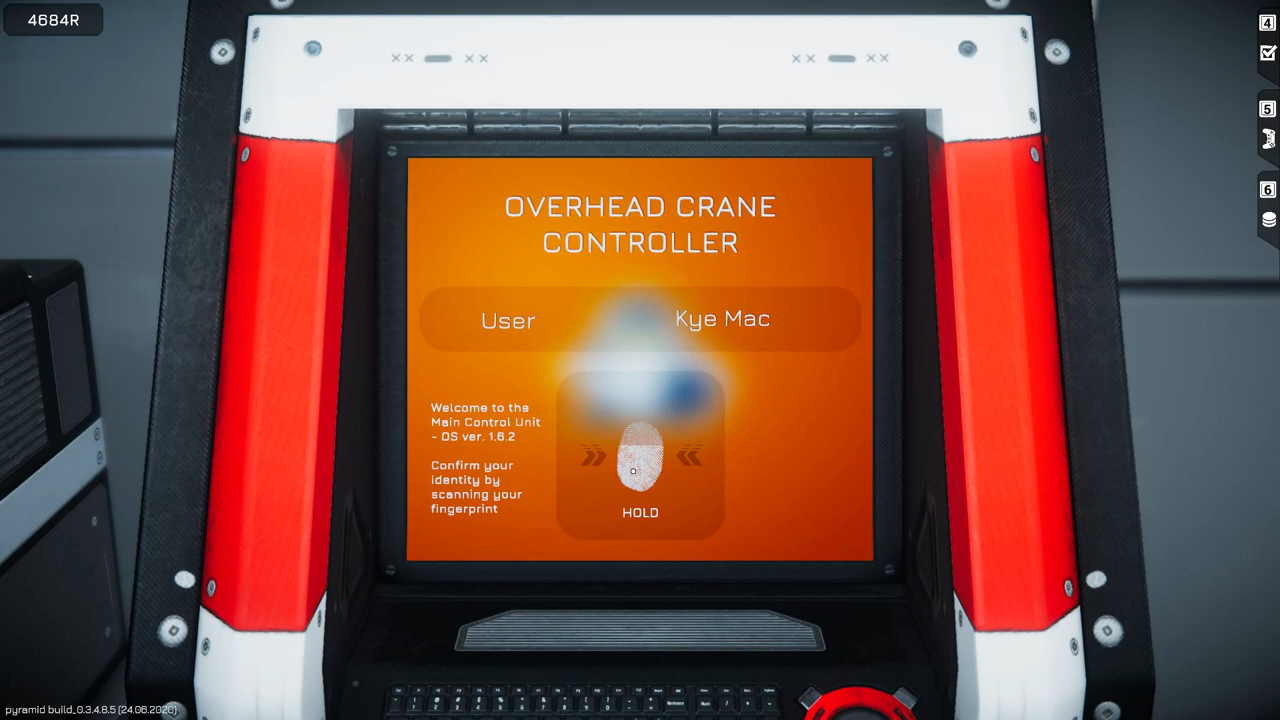 4684R
4
5
6
OVERHEAD CRANE
CONTROLLER
User
Kye Mac
Welcome to the
Main Control Unit
- OS ver. 1.6.2
Confirm your
identity by
scanning your
fingerprint
HOLD
pyramid build_0.3.4.8.5 (24.06.2020)